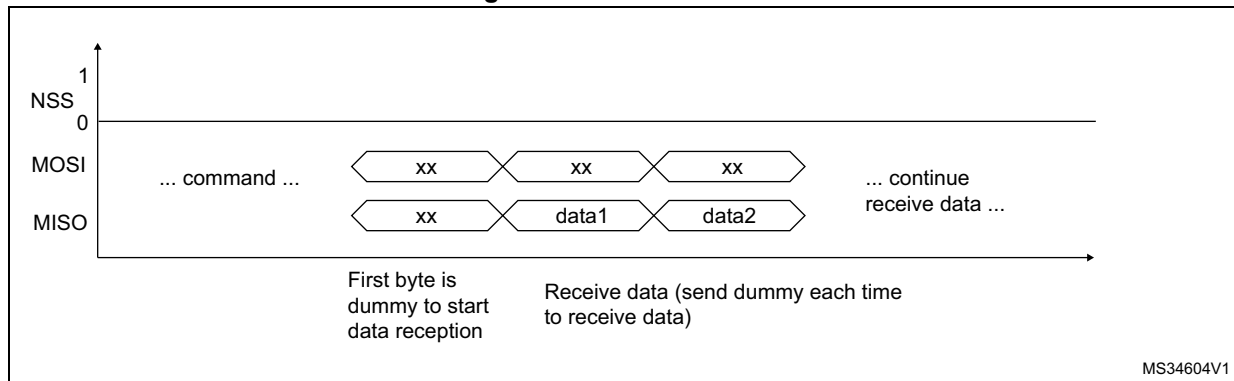 1
NSS
0
MOSI
... command ...
xx
xx
xx
... continue
receive data ...
MISO
xx
data1
data2
First byte is
dummy to start
data reception
Receive data (send dummy each time
to receive data)
MS34604V1